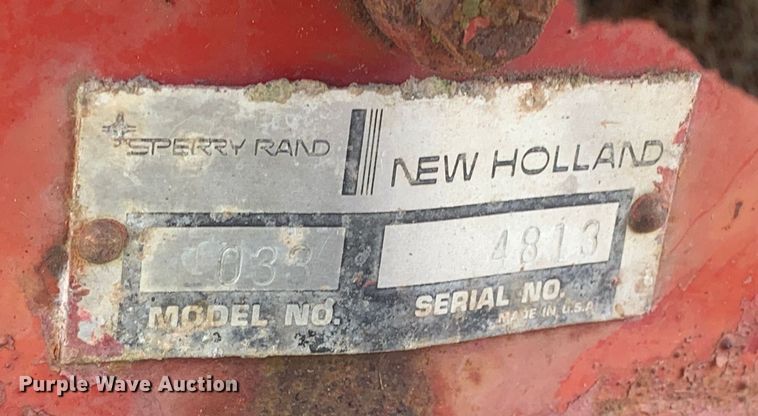 SPERRY RAND
NEW HOLLAND
4813
MODEL NO.
SERIAL NO.
MADE IN U.S.A.
Purple Wave Auction